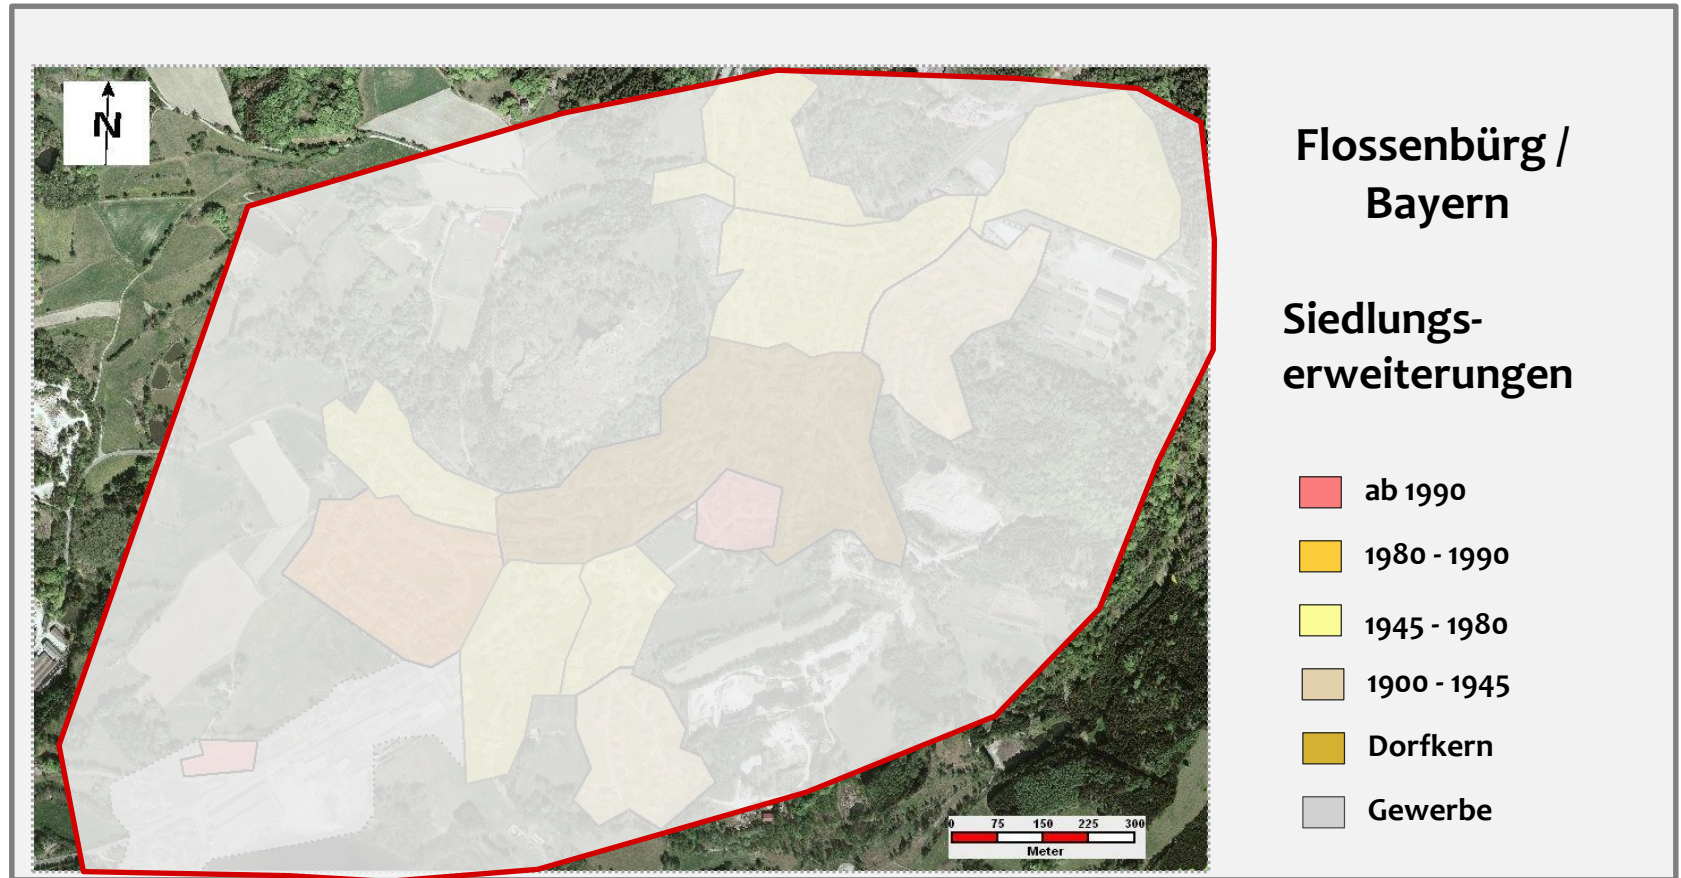 N
Flossenbürg /
Bayern
Siedlungs-
erweiterungen
ab 1990
1980 - 1990
1945 - 1980
1900 - 1945
Dorfkern
Gewerbe
0 75 150 225 300
Meter